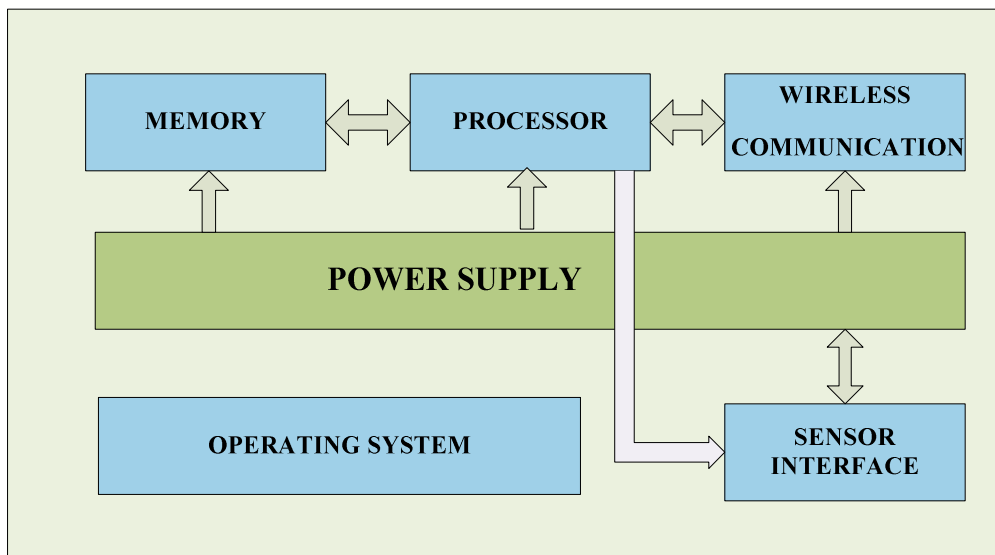 MEMORY
PROCESSOR
WIRELESS
COMMUNICATION
POWER SUPPLY
OPERATING SYSTEM
SENSOR
INTERFACE